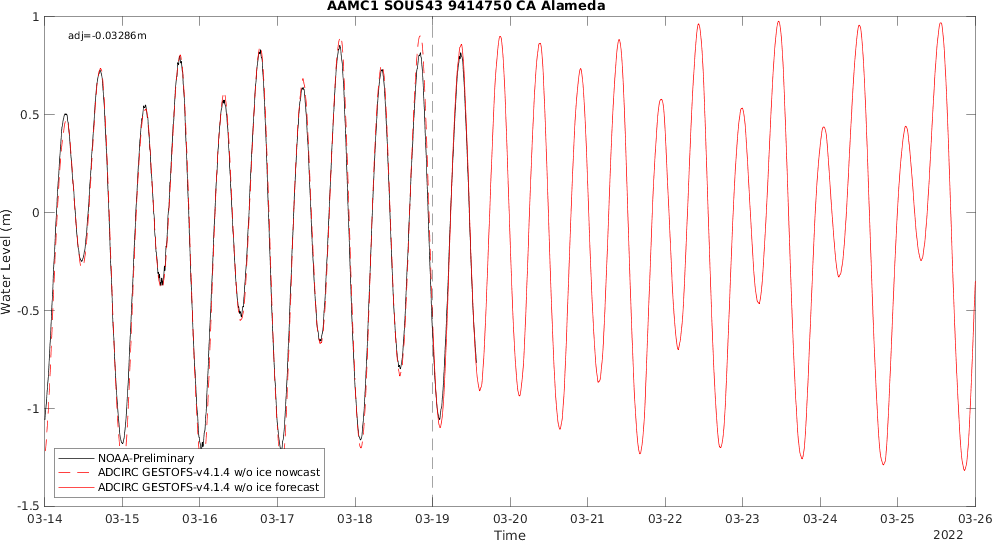 AAMC1 SOUS43 9414750 CA Alameda
adj=-0.03286m
1
0.5
0
-0.5
-1
-1.5
Water Level (m)
NOAA-Preliminary
ADCIRC GESTOFS-v4.1.4 w/o ice nowcast
ADCIRC GESTOFS-v4.1.4 w/o ice forecast
03-14 03-15 03-16 03-17 03-18 03-19 03-20 03-21 03-22 03-23 03-24 03-25 03-26
Time
2022